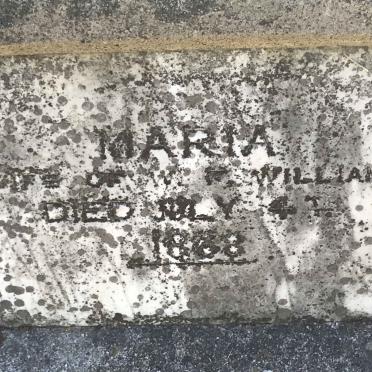 MARIA
WIFE OF W. F. WILLIAM
DIED JULY 4
1868